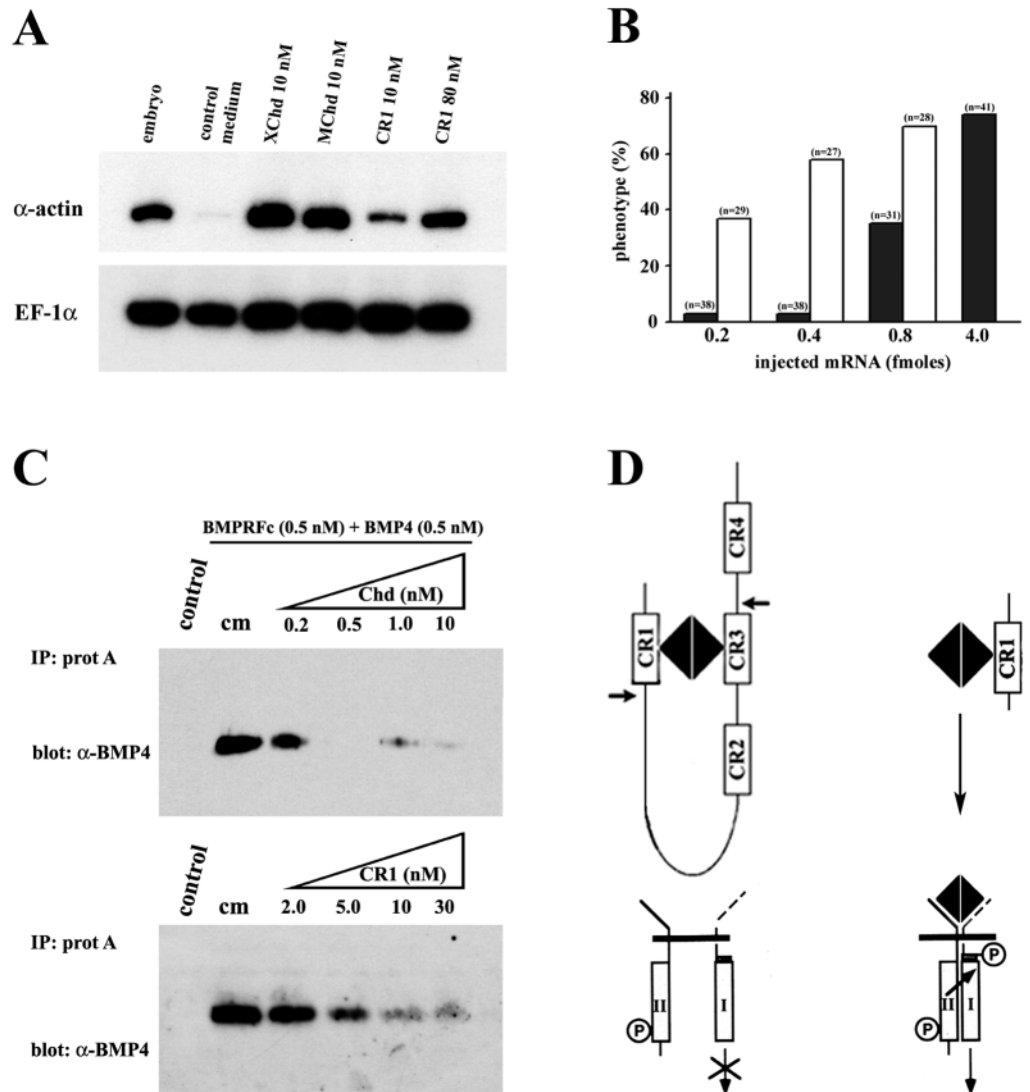 A
embryo
control medium
XChd 10 nM
MChd 10 nM
CR1 10 nM
CR1 80 nM
α-actin
EF-1α
B
phenotype (%)
80
60
40
20
0
(n=38)
(n=29)
(n=38)
(n=27)
(n=31)
(n=28)
(n=41)
0.2 0.4 0.8 4.0
injected mRNA (fmoles)
C
BMPRFc (0.5 nM) + BMP4 (0.5 nM)
control
Chd (nM)
cm 0.2 0.5 1.0 10
IP: prot A
blot: α-BMP4
control
CR1 (nM)
cm 2.0 5.0 10 30
IP: prot A
blot: α-BMP4
D
CR4
CR1
CR3
CR2
CR1
II
I
P
II
I
P
P